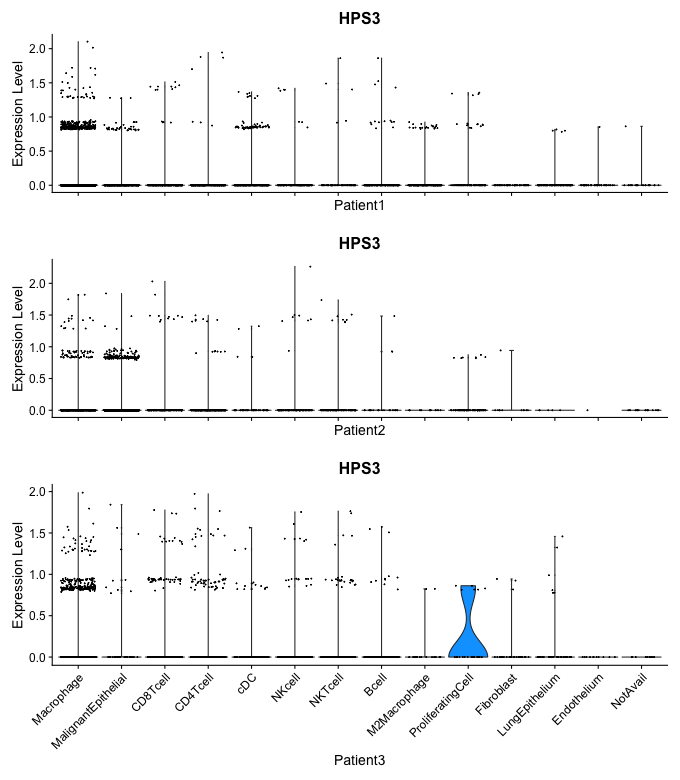 HPS3
Expression Level
2.0
1.5
1.0
0.5
0.0
Patient1
HPS3
Expression Level
2.0
1.5
1.0
0.5
0.0
Patient2
HPS3
Expression Level
2.0
1.5
1.0
0.5
0.0
Macrophage
MalignantEpithelial
CD8Tcell
CD4Tcell
cDC
NKcell
NKTcell
Bcell
M2Macrophage
ProliferatingCell
Fibroblast
LungEpithelium
Endothelium
NotAvail
Patient3